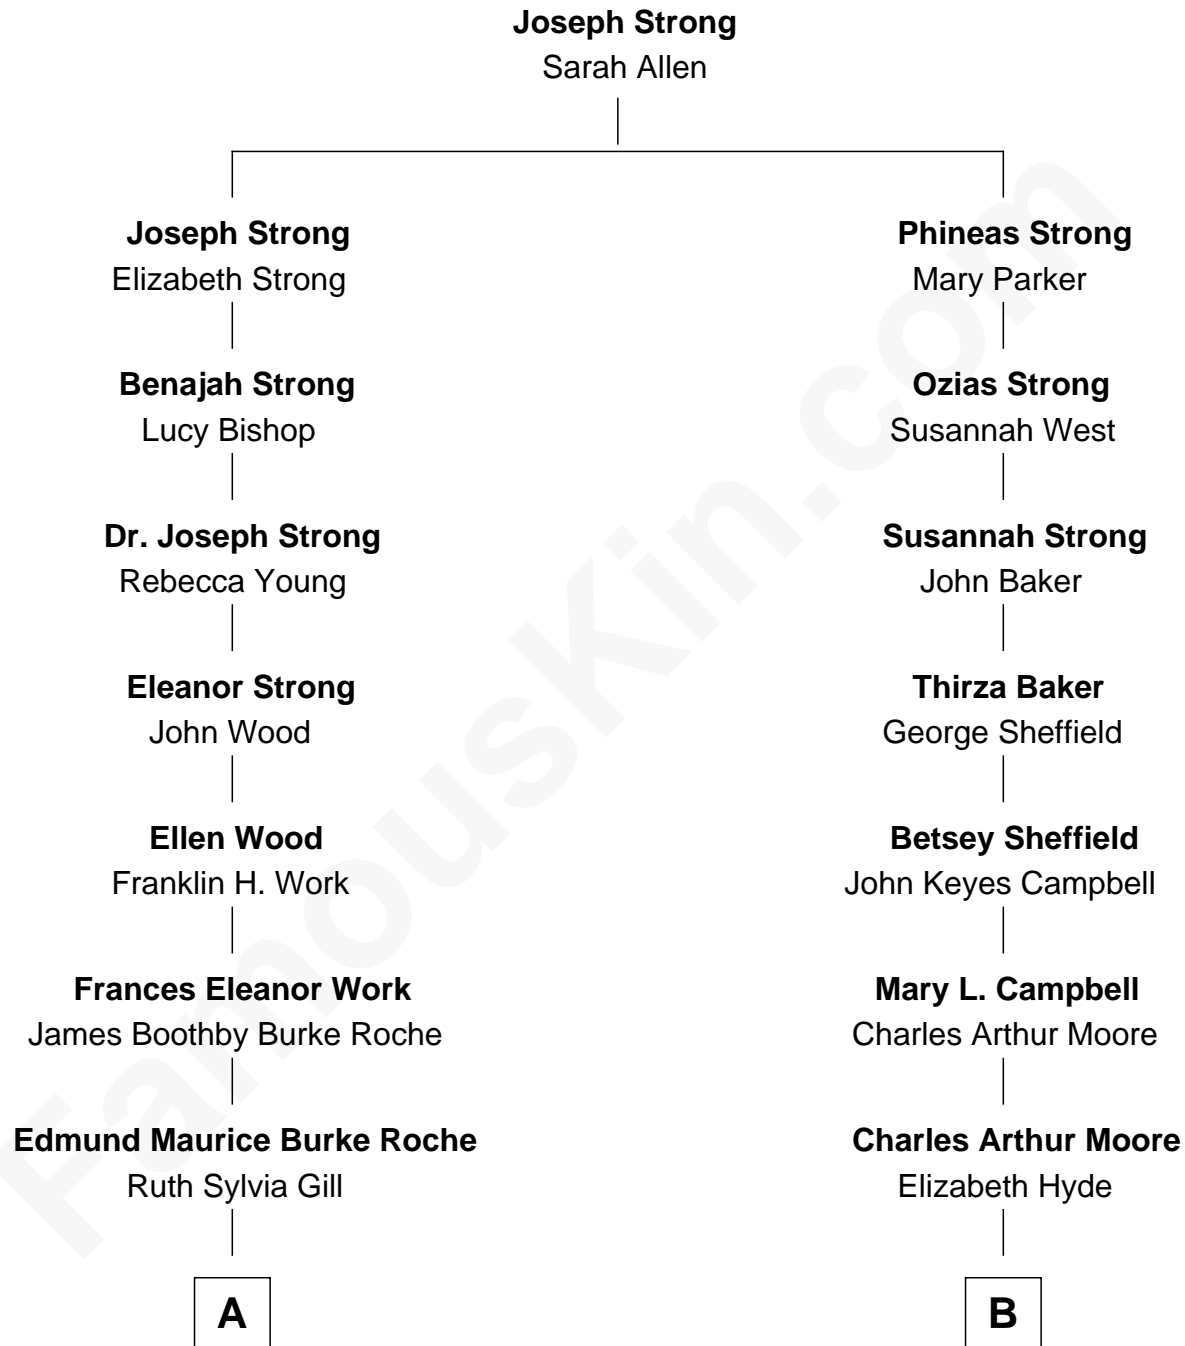 Joseph Strong
Sarah Allen
Joseph Strong
Elizabeth Strong
Benajah Strong
Lucy Bishop
Dr. Joseph Strong
Rebecca Young
Eleanor Strong
John Wood
Ellen Wood
Franklin H. Work
Frances Eleanor Work
James Boothby Burke Roche
Edmund Maurice Burke Roche
Ruth Sylvia Gill
A
Phineas Strong
Mary Parker
Ozias Strong
Susannah West
Susannah Strong
John Baker
Thirza Baker
George Sheffield
Betsey Sheffield
John Keyes Campbell
Mary L. Campbell
Charles Arthur Moore
Charles Arthur Moore
Elizabeth Hyde
B
FamousKin.com